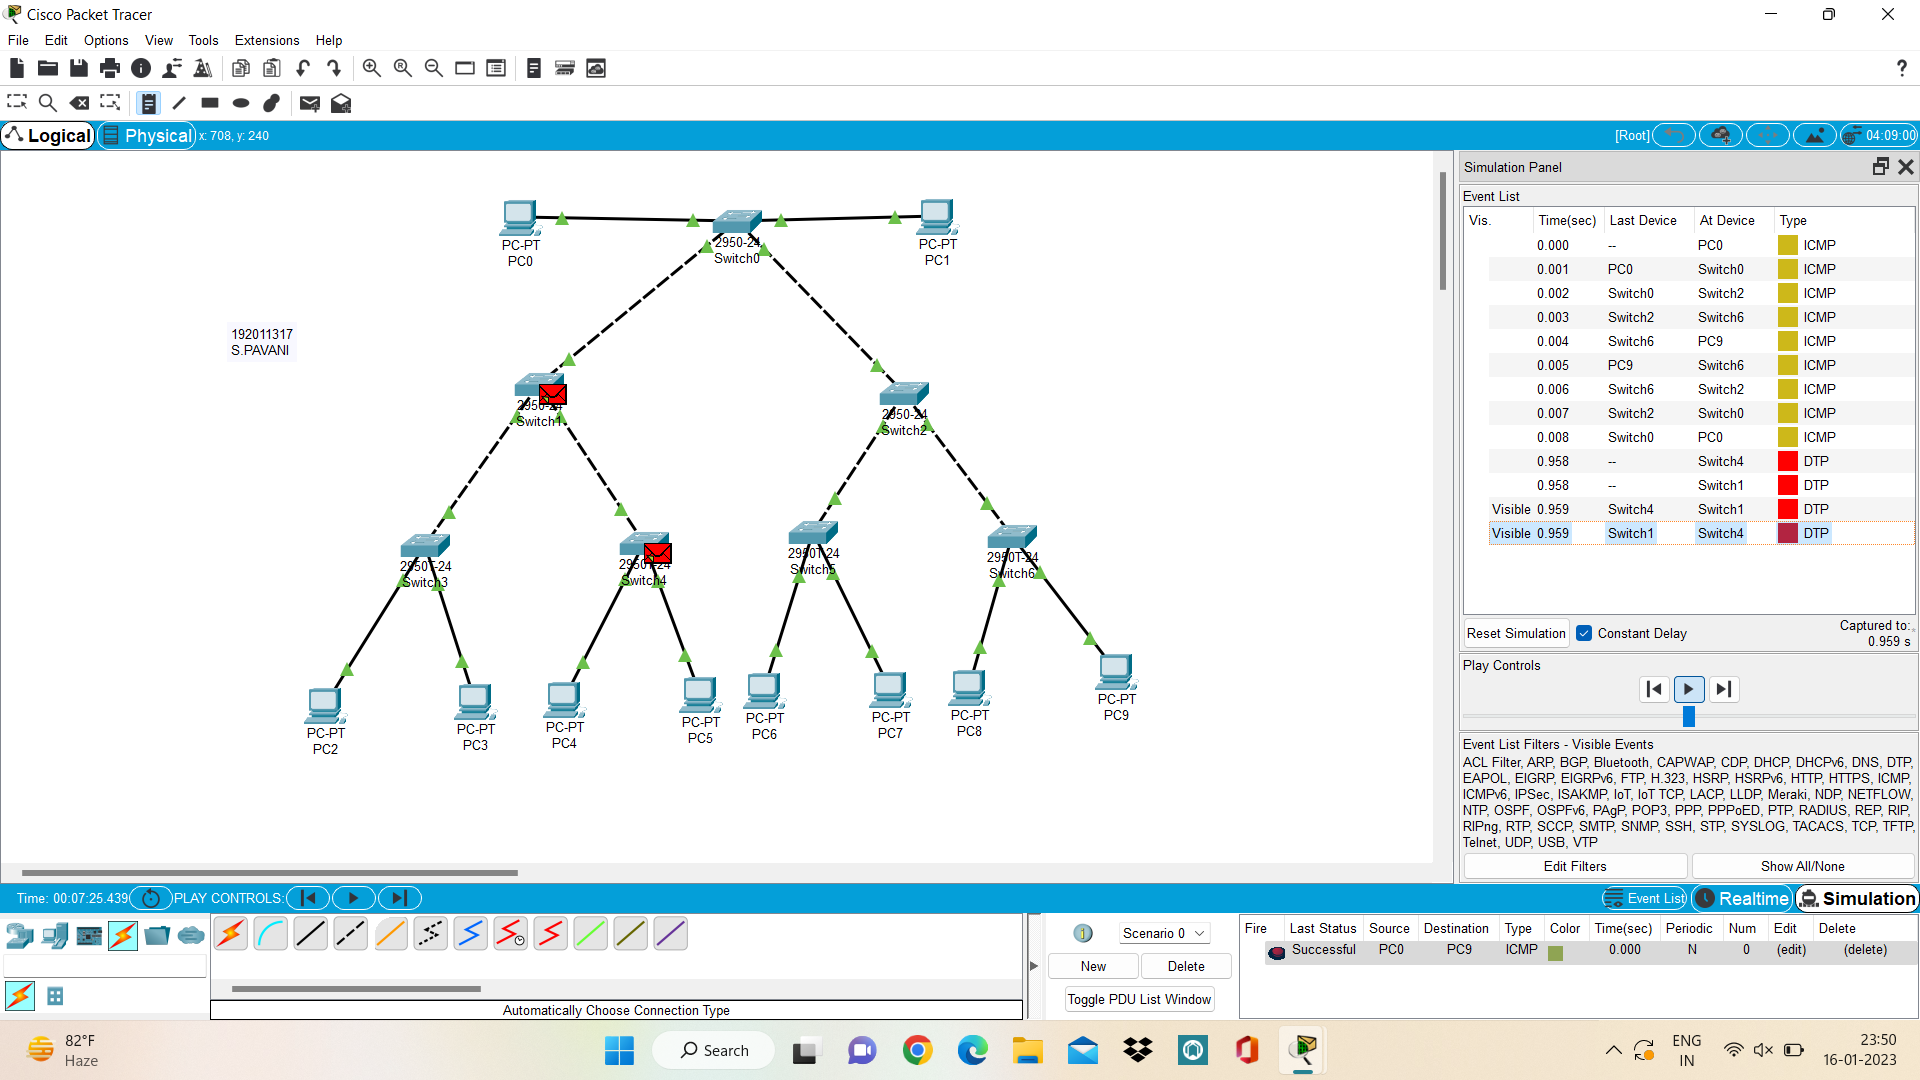 Cisco Packet Tracer
File Edit Options View Tools Extensions Help
?
Logical Physical x: 708, y: 240 [Root] 04:09:00
Simulation Panel
Event List
Vis. Time(sec) Last Device At Device Type
0.000 -- PC0 ICMP
0.001 PC0 Switch0 ICMP
0.002 Switch0 Switch2 ICMP
0.003 Switch2 Switch6 ICMP
0.004 Switch6 PC9 ICMP
0.005 PC9 Switch6 ICMP
0.006 Switch6 Switch2 ICMP
0.007 Switch2 Switch0 ICMP
0.008 Switch0 PC0 ICMP
0.958 -- Switch4 DTP
0.958 -- Switch1 DTP
Visible 0.959 Switch4 Switch1 DTP
Visible 0.959 Switch1 Switch4 DTP
Reset Simulation Constant Delay Captured to:
0.959 s
Play Controls
Event List Filters - Visible Events
ACL Filter, ARP, BGP, Bluetooth, CAPWAP, CDP, DHCP, DHCPv6, DNS, DTP,
EAPOL, EIGRP, EIGRPv6, FTP, H.323, HSRP, HSRPv6, HTTP, HTTPS, ICMP,
ICMPv6, IPSec, ISAKMP, IoT, IoT TCP, LACP, LLDP, Meraki, NDP, NETFLOW,
NTP, OSPF, OSPFv6, PAgP, POP3, PPP, PPPoED, PTP, RADIUS, REP, RIP,
RIPng, RTP, SCCP, SMTP, SNMP, SSH, STP, SYSLOG, TACACS, TCP, TFTP,
Telnet, UDP, USB, VTP
Edit Filters Show All/None
PC-PT
PC0
2950-24
Switch0
PC-PT
PC1
192011317
S.PAVANI
2950-24
Switch1
2950-24
Switch2
2950T-24
Switch3
2950T-24
Switch4
2950T-24
Switch5
2950T-24
Switch6
PC-PT
PC2
PC-PT
PC3
PC-PT
PC4
PC-PT
PC5
PC-PT
PC6
PC-PT
PC7
PC-PT
PC8
PC-PT
PC9
Time: 00:07:25.439 PLAY CONTROLS: Event List Realtime Simulation
Automatically Choose Connection Type
Scenario 0
New Delete
Toggle PDU List Window
Fire Last Status Source Destination Type Color Time(sec) Periodic Num Edit Delete
Successful PC0 PC9 ICMP 0.000 N 0 (edit) (delete)
82°F
Haze
Search
ENG
IN
23:50
16-01-2023